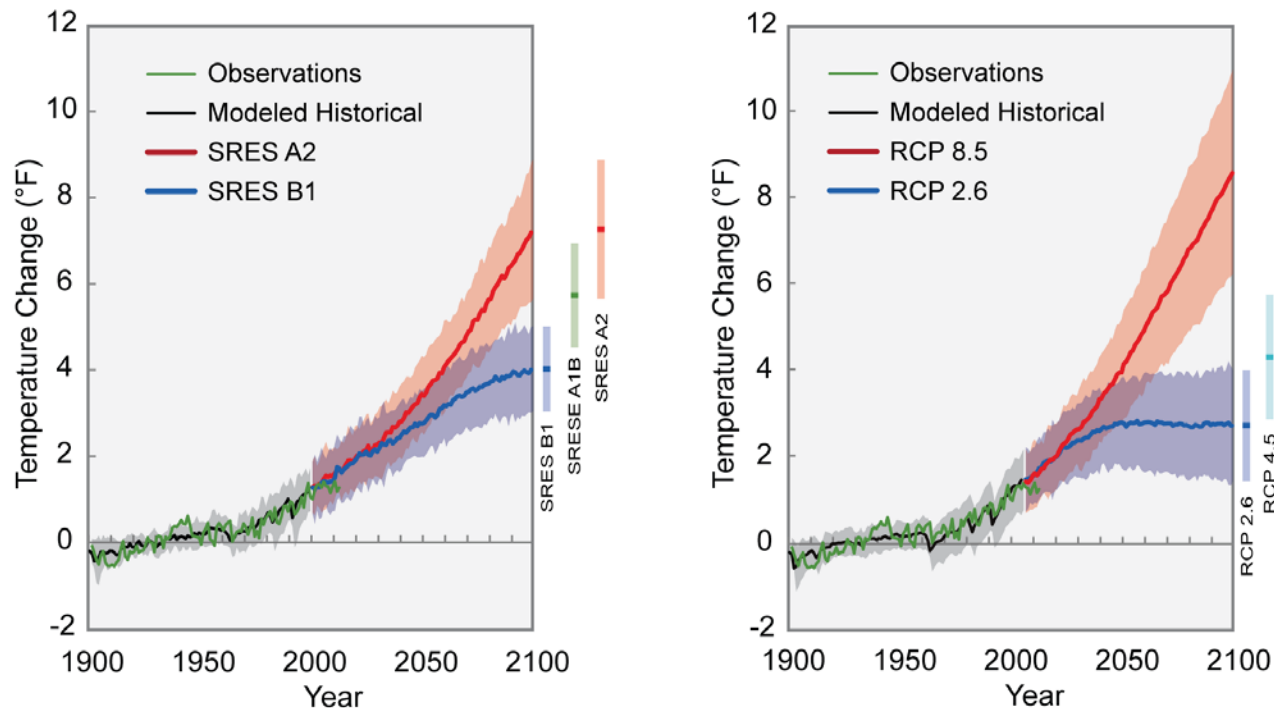 12
10
8
6
4
2
0
-2
Temperature Change (°F)
Observations
Modeled Historical
SRES A2
SRES B1
1900
1950
2000
2050
2100
Year
SRES B1
SRESE A1B
SRES A2
12
10
8
6
4
2
0
-2
Temperature Change (°F)
Observations
Modeled Historical
RCP 8.5
RCP 2.6
1900
1950
2000
2050
2100
Year
RCP 2.6
RCP 4.5